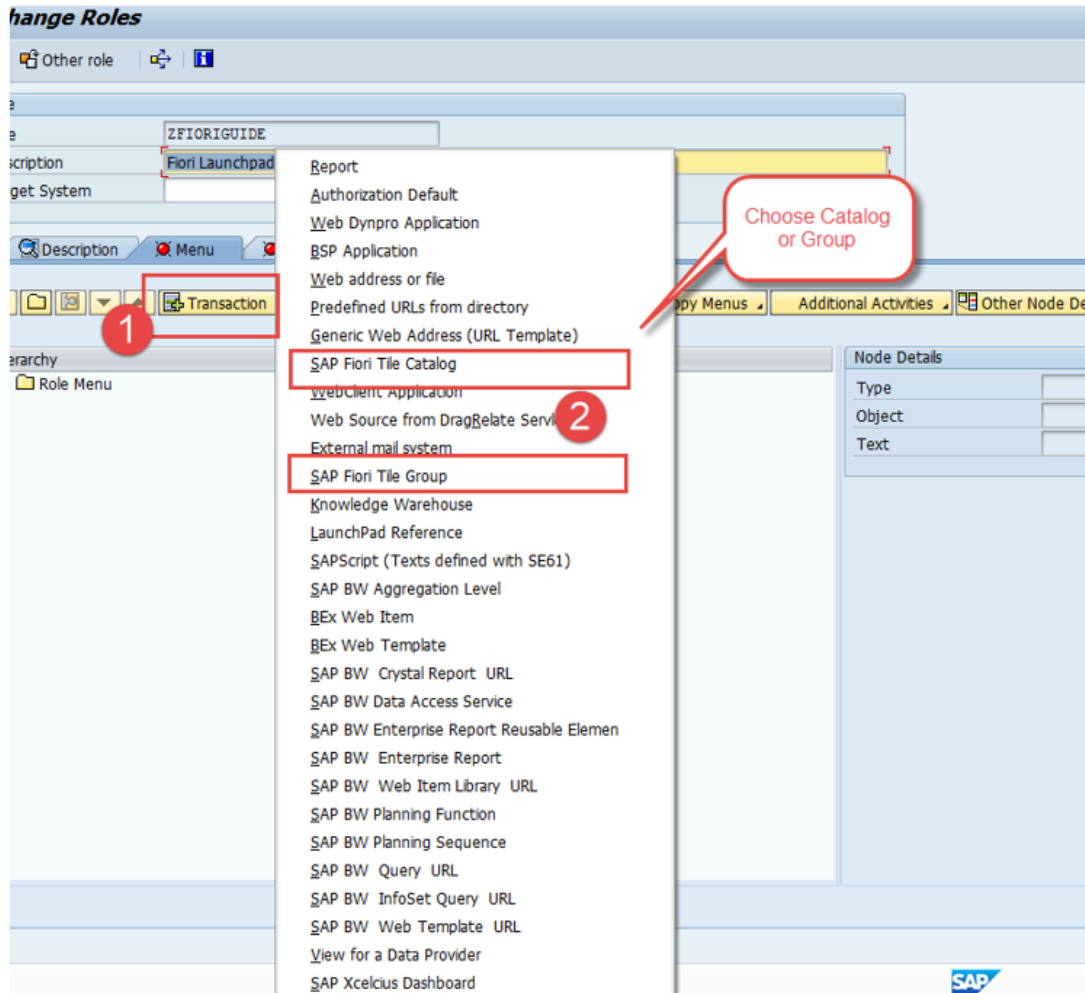 hange Roles
Other role
e
ZFIORIGUIDE
scription
Fiori Launchpad
get System
Description
Menu
Transaction
py Menus
Additional Activities
Other Node De
erarchy
Role Menu
Report
Authorization Default
Web Dynpro Application
BSP Application
Web address or file
Predefined URLs from directory
Generic Web Address (URL Template)
SAP Fiori Tile Catalog
WebClient Application
Web Source from DragRelate Servi
External mail system
SAP Fiori Tile Group
Knowledge Warehouse
LaunchPad Reference
SAPScript (Texts defined with SE61)
SAP BW Aggregation Level
BEx Web Item
BEx Web Template
SAP BW Crystal Report URL
SAP BW Data Access Service
SAP BW Enterprise Report Reusable Elemen
SAP BW Enterprise Report
SAP BW Web Item Library URL
SAP BW Planning Function
SAP BW Planning Sequence
SAP BW Query URL
SAP BW InfoSet Query URL
SAP BW Web Template URL
View for a Data Provider
SAP Xcelcius Dashboard
Choose Catalog
or Group
1
2
Node Details
Type
Object
Text
SAP